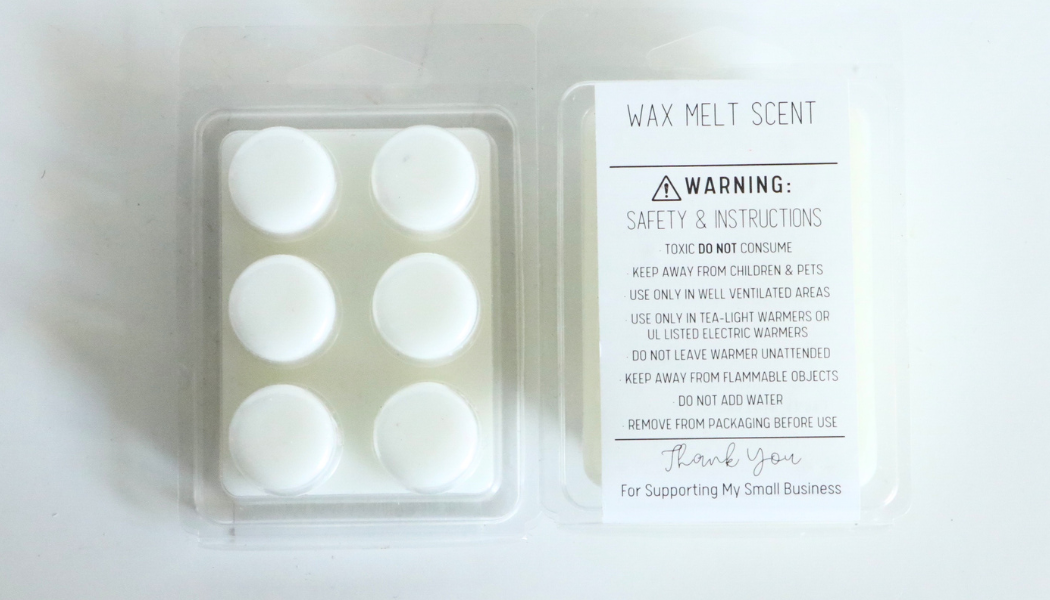 WAX MELT SCENT
WARNING:
SAFETY & INSTRUCTIONS
· TOXIC DO NOT CONSUME
· KEEP AWAY FROM CHILDREN & PETS
· USE ONLY IN WELL VENTILATED AREAS
· USE ONLY IN TEA-LIGHT WARMERS OR
UL LISTED ELECTRIC WARMERS
· DO NOT LEAVE WARMER UNATTENDED
· KEEP AWAY FROM FLAMMABLE OBJECTS
· DO NOT ADD WATER
· REMOVE FROM PACKAGING BEFORE USE
Thank You
For Supporting My Small Business